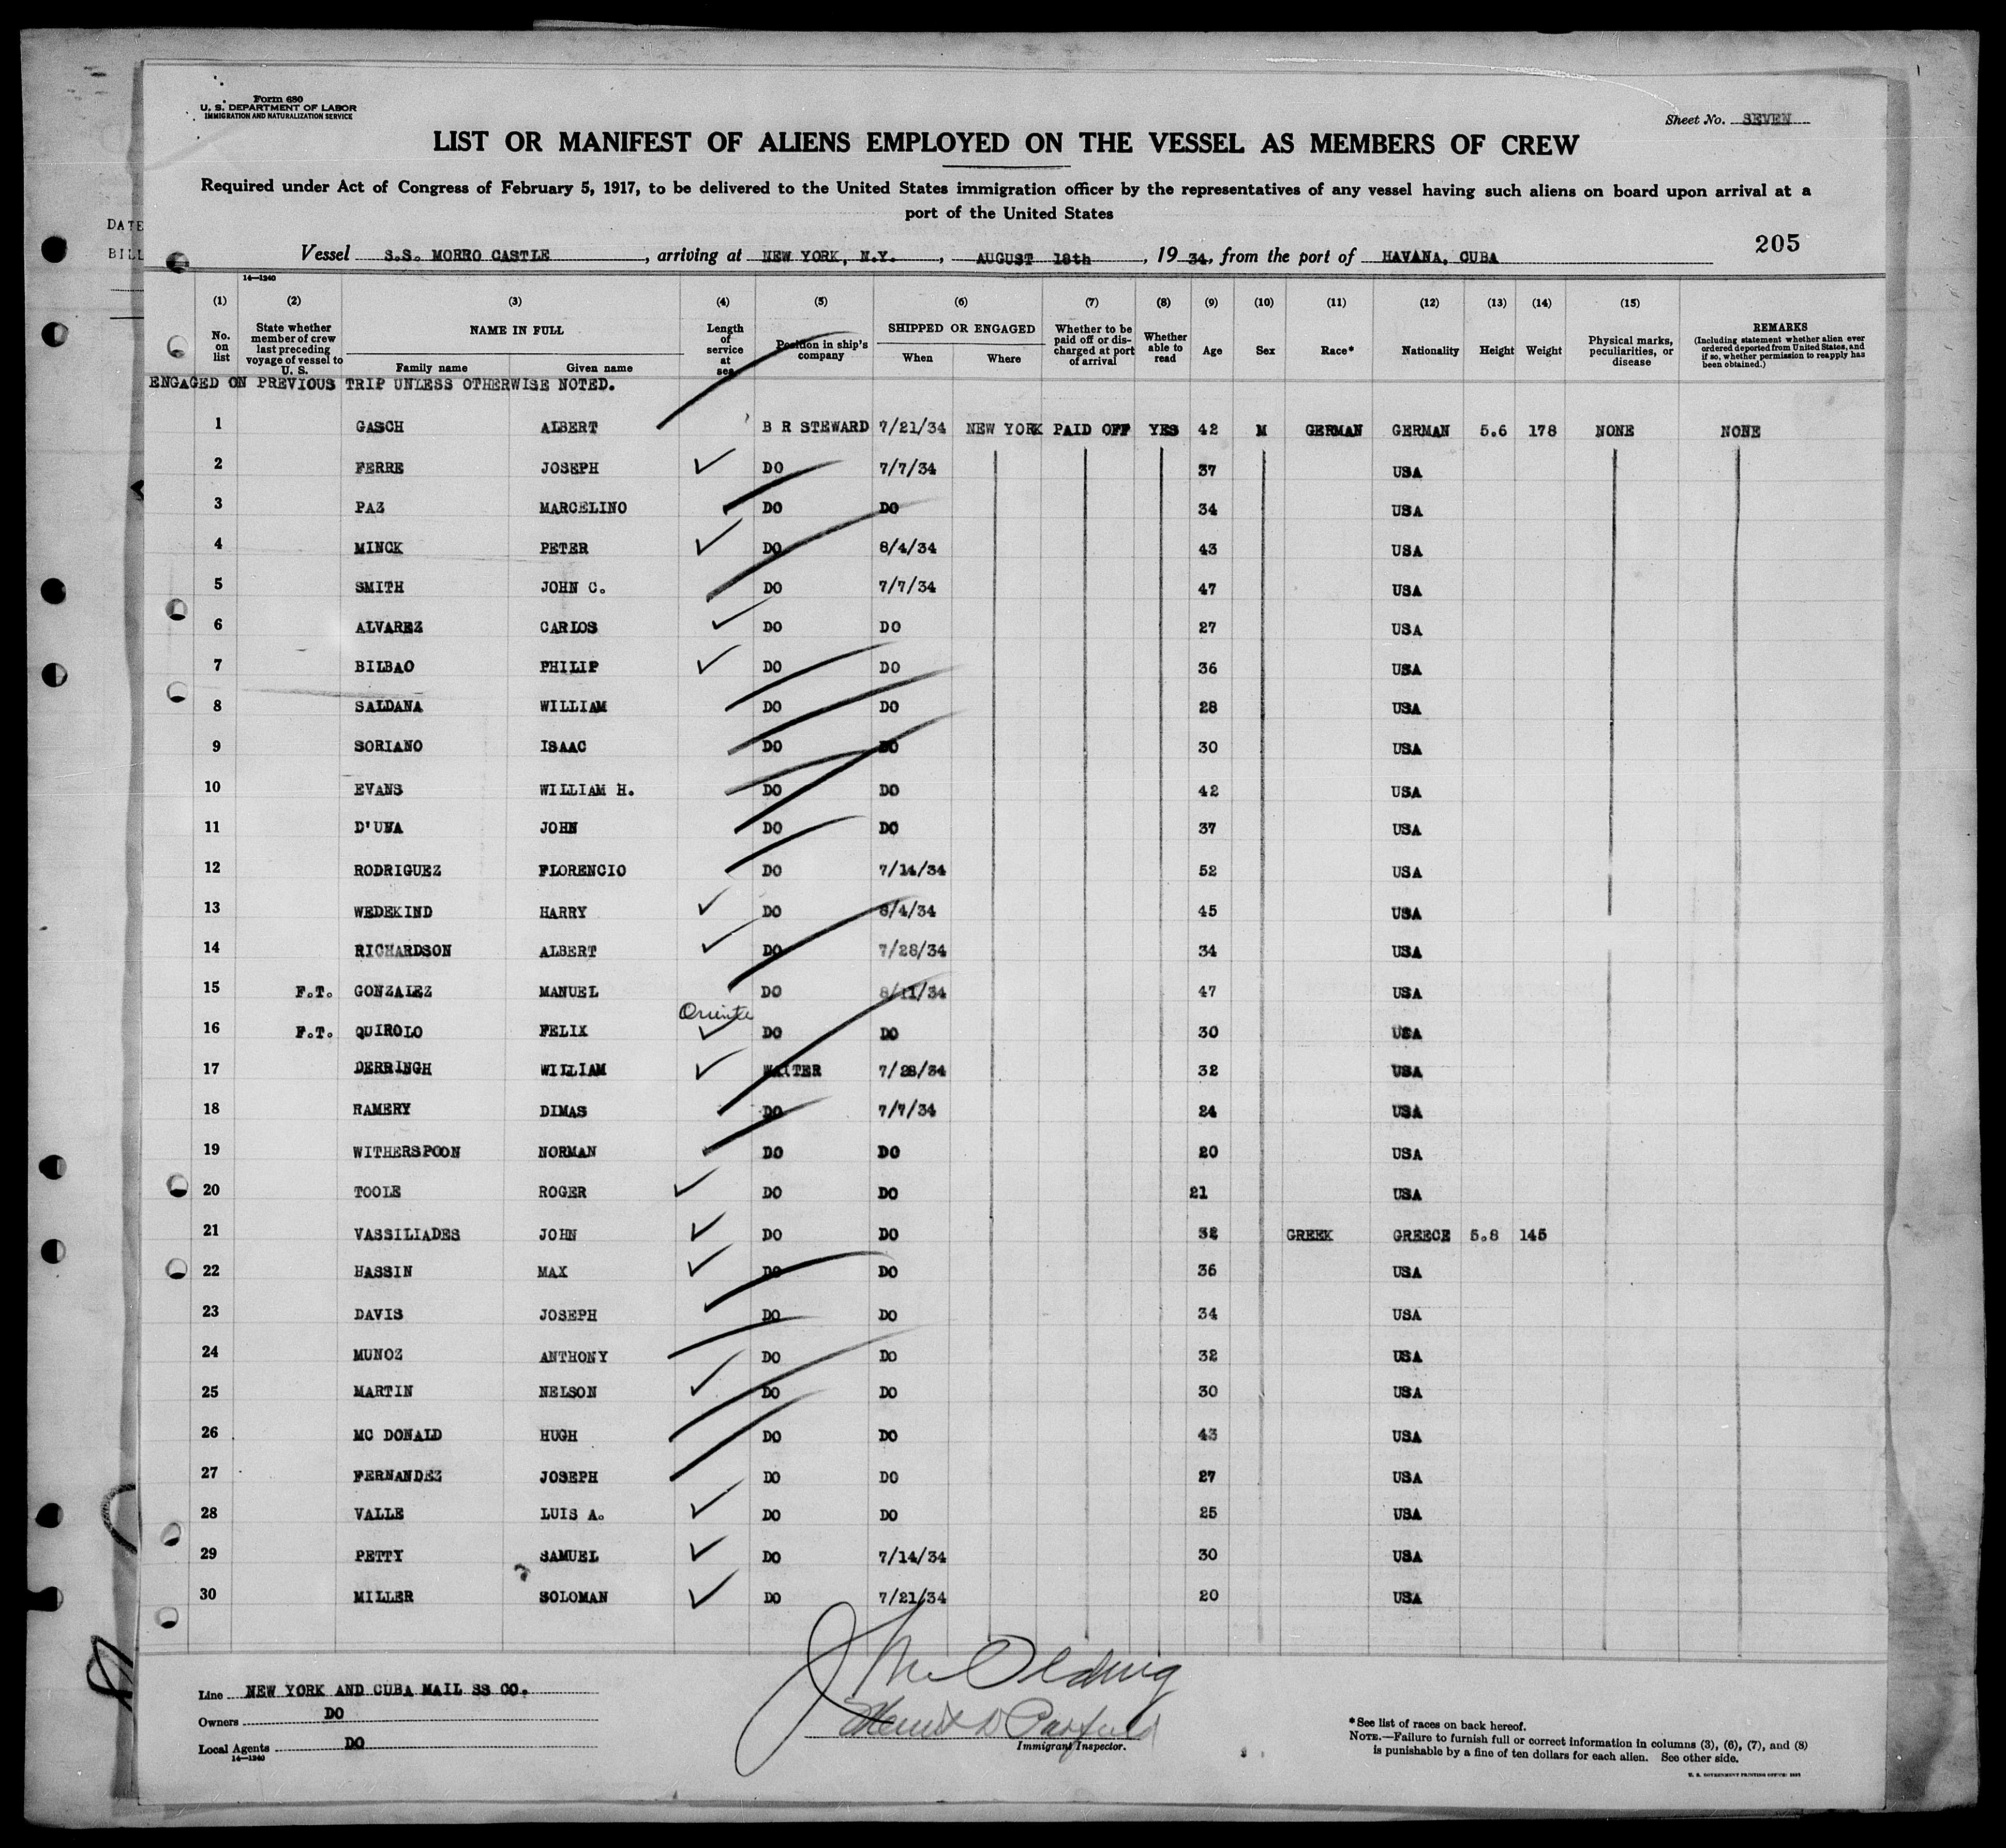 Form 680
U. S. DEPARTMENT OF LABOR
IMMIGRATION AND NATURALIZATION SERVICE
Sheet No. SEVEN
LIST OR MANIFEST OF ALIENS EMPLOYED ON THE VESSEL AS MEMBERS OF CREW
Required under Act of Congress of February 5, 1917, to be delivered to the United States immigration officer by the representatives of any vessel having such aliens on board upon arrival at a
port of the United States
DATE
BILL
205
Vessel S.S. MORRO CASTLE, arriving at NEW YORK, N.Y., AUGUST 18th, 19 34, from the port of HAVANA, CUBA
14—1240
(1) (2) (3) (4) (5) (6) (7) (8) (9) (10) (11) (12) (13) (14) (15)
No. on list
State whether member of crew last preceding voyage of vessel to U. S.
NAME IN FULL
Family name Given name
Length of service at sea
Position in ship's company
SHIPPED OR ENGAGED
When Where
Whether to be paid off or discharged at port of arrival
Whether able to read
Age Sex Race* Nationality Height Weight
Physical marks, peculiarities, or disease
REMARKS
(Including statement whether alien ever ordered deported from United States, and if so, whether permission to reapply has been obtained.)
ENGAGED ON PREVIOUS TRIP UNLESS OTHERWISE NOTED.
1 GASCH ALBERT B R STEWARD 7/21/34 NEW YORK PAID OFF YES 42 M GERMAN GERMAN 5.6 178 NONE NONE
2 FERRE JOSEPH DO 7/7/34 37 USA
3 PAZ MARCELINO DO DO 34 USA
4 MINCK PETER DO 8/4/34 43 USA
5 SMITH JOHN C. DO 7/7/34 47 USA
6 ALVAREZ CARLOS DO DO 27 USA
7 BILBAO PHILIP DO DO 36 USA
8 SALDANA WILLIAM DO DO 28 USA
9 SORIANO ISAAC DO DO 30 USA
10 EVANS WILLIAM H. DO DO 42 USA
11 D'UVA JOHN DO DO 37 USA
12 RODRIGUEZ FLORENCIO DO 7/14/34 52 USA
13 WEDEKIND HARRY DO 8/4/34 45 USA
14 RICHARDSON ALBERT DO 7/28/34 34 USA
15 F.T. GONZALEZ MANUEL DO 8/11/34 47 USA
Oriente
16 F.T. QUIROLO FELIX DO DO 30 USA
17 DERRINGH WILLIAM WAITER 7/28/34 32 USA
18 RAMERY DIMAS DO 7/7/34 24 USA
19 WITHERSPOON NORMAN DO DO 20 USA
20 TOOLE ROGER DO DO 21 USA
21 VASSILIADES JOHN DO DO 32 GREEK GREECE 5.8 145
22 HASSIN MAX DO DO 36 USA
23 DAVIS JOSEPH DO DO 34 USA
24 MUNOZ ANTHONY DO DO 32 USA
25 MARTIN NELSON DO DO 30 USA
26 MC DONALD HUGH DO DO 43 USA
27 FERNANDEZ JOSEPH DO DO 27 USA
28 VALLE LUIS A. DO DO 25 USA
29 PETTY SAMUEL DO 7/14/34 30 USA
30 MILLER SOLOMAN DO 7/21/34 20 USA
Line NEW YORK AND CUBA MAIL SS CO.
Owners DO
Local Agents DO
14—1240
Immigrant Inspector.
*See list of races on back hereof.
NOTE.—Failure to furnish full or correct information in columns (3), (6), (7), and (8)
is punishable by a fine of ten dollars for each alien. See other side.